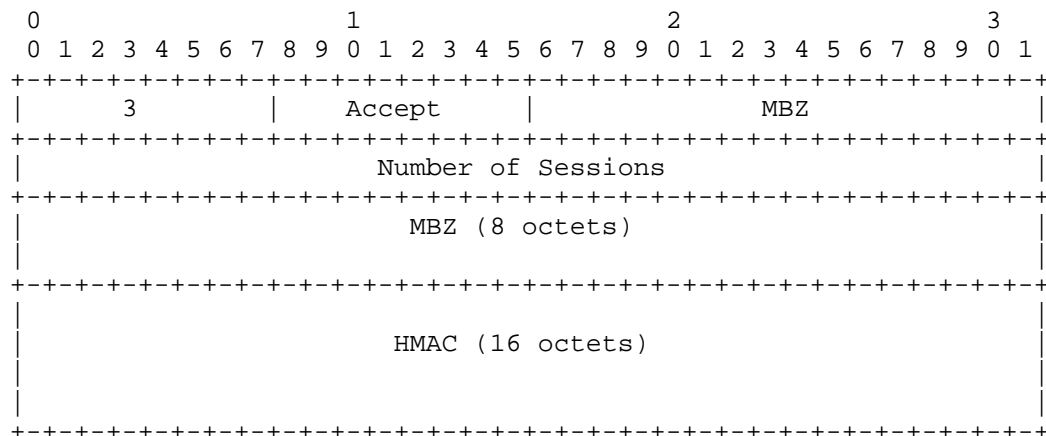 0                   1                   2                   3
 0 1 2 3 4 5 6 7 8 9 0 1 2 3 4 5 6 7 8 9 0 1 2 3 4 5 6 7 8 9 0 1
+-+-+-+-+-+-+-+-+-+-+-+-+-+-+-+-+-+-+-+-+-+-+-+-+-+-+-+-+-+-+-+-+
|      3        |    Accept     |              MBZ              |
+-+-+-+-+-+-+-+-+-+-+-+-+-+-+-+-+-+-+-+-+-+-+-+-+-+-+-+-+-+-+-+-+
|                      Number of Sessions                       |
+-+-+-+-+-+-+-+-+-+-+-+-+-+-+-+-+-+-+-+-+-+-+-+-+-+-+-+-+-+-+-+-+
|                        MBZ (8 octets)                         |
|                                                               |
+-+-+-+-+-+-+-+-+-+-+-+-+-+-+-+-+-+-+-+-+-+-+-+-+-+-+-+-+-+-+-+-+
|                                                               |
|                       HMAC (16 octets)                        |
|                                                               |
|                                                               |
+-+-+-+-+-+-+-+-+-+-+-+-+-+-+-+-+-+-+-+-+-+-+-+-+-+-+-+-+-+-+-+-+